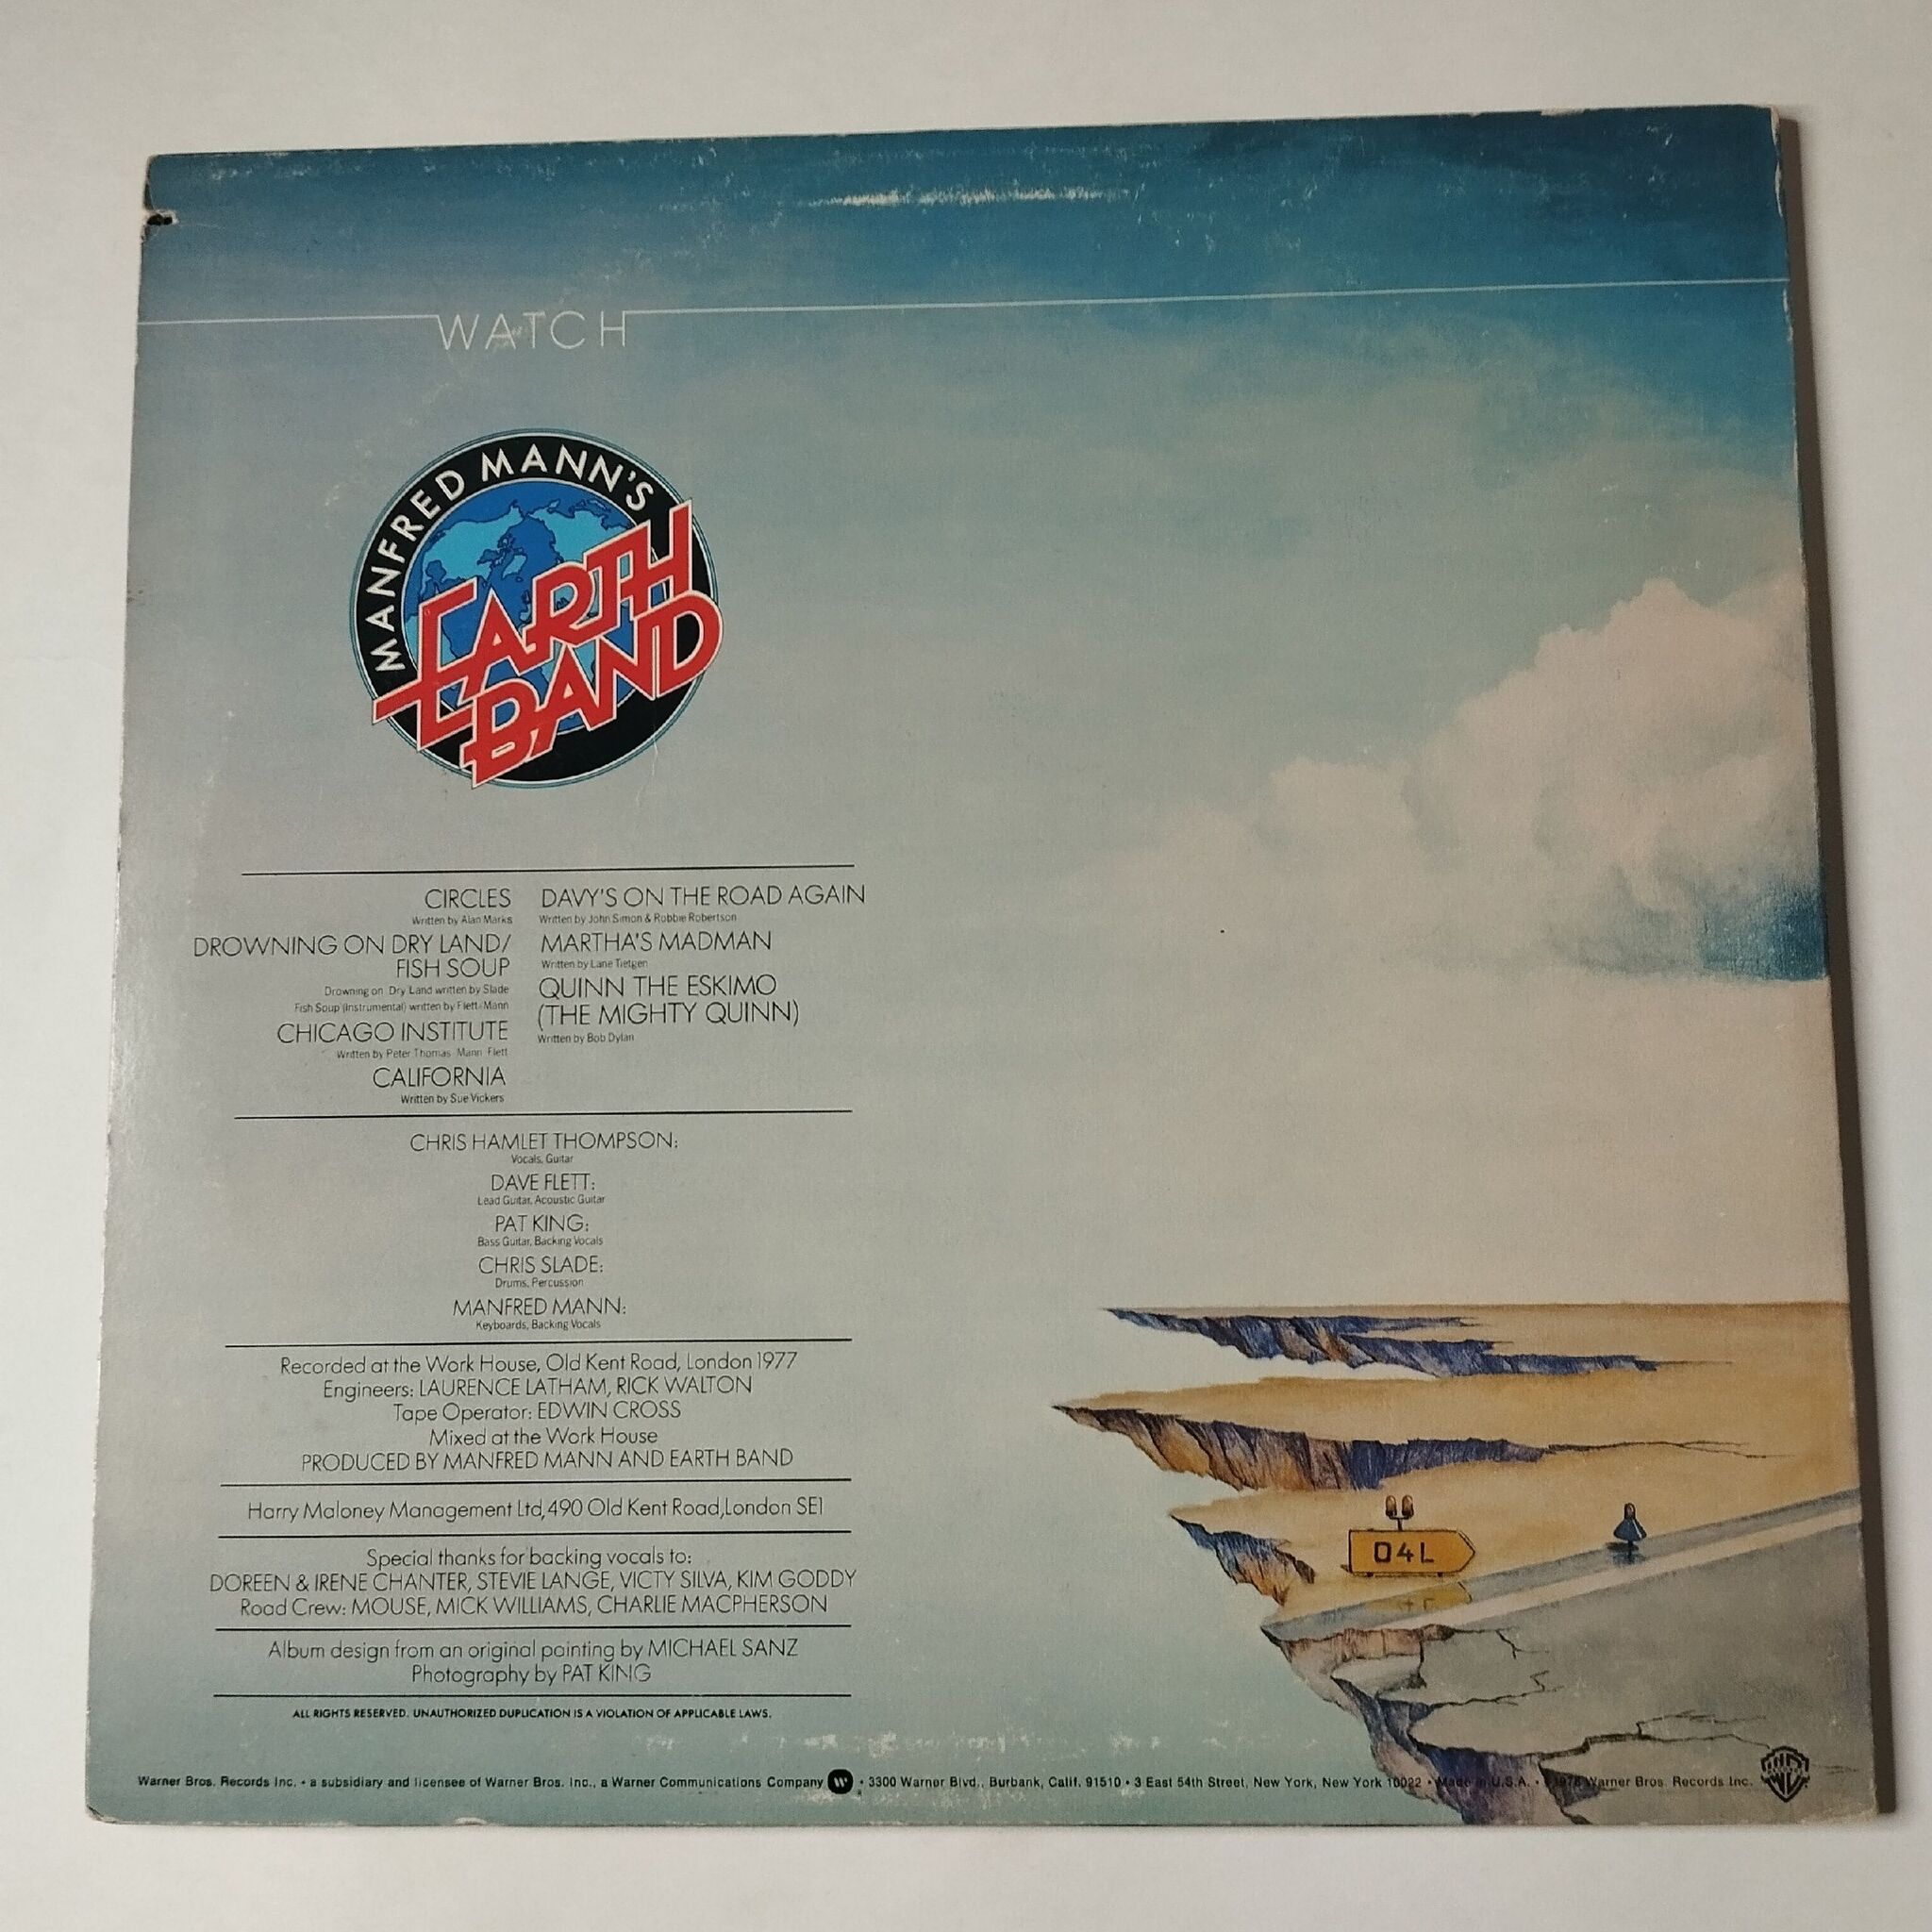 WATCH
MANFRED MANN'S
EARTH
BAND
CIRCLES
Written by Alan Marks
DROWNING ON DRY LAND/
FISH SOUP
Drowning on Dry Land written by Slade
Fish Soup (Instrumental) written by Flett/Mann
CHICAGO INSTITUTE
Written by Peter Thomas Mann Flett
CALIFORNIA
Written by Sue Vickers
DAVY'S ON THE ROAD AGAIN
Written by John Simon & Robbie Robertson
MARTHA'S MADMAN
Written by Lane Tietgen
QUINN THE ESKIMO
(THE MIGHTY QUINN)
Written by Bob Dylan
CHRIS HAMLET THOMPSON:
Vocals, Guitar
DAVE FLETT:
Lead Guitar, Acoustic Guitar
PAT KING:
Bass Guitar, Backing Vocals
CHRIS SLADE:
Drums, Percussion
MANFRED MANN:
Keyboards, Backing Vocals
Recorded at the Work House, Old Kent Road, London 1977
Engineers: LAURENCE LATHAM, RICK WALTON
Tape Operator: EDWIN CROSS
Mixed at the Work House
PRODUCED BY MANFRED MANN AND EARTH BAND
Harry Maloney Management Ltd, 490 Old Kent Road, London SE1
Special thanks for backing vocals to:
DOREEN & IRENE CHANTER, STEVIE LANGE, VICTY SILVA, KIM GODDY
Road Crew: MOUSE, MICK WILLIAMS, CHARLIE MACPHERSON
Album design from an original painting by MICHAEL SANZ
Photography by PAT KING
ALL RIGHTS RESERVED. UNAUTHORIZED DUPLICATION IS A VIOLATION OF APPLICABLE LAWS.
04L
Warner Bros. Records Inc. • a subsidiary and licensee of Warner Bros. Inc., a Warner Communications Company W • 3300 Warner Blvd., Burbank, Calif. 91510 • 3 East 54th Street, New York, New York 10022 • Made in U.S.A. • 1978 Warner Bros. Records Inc.